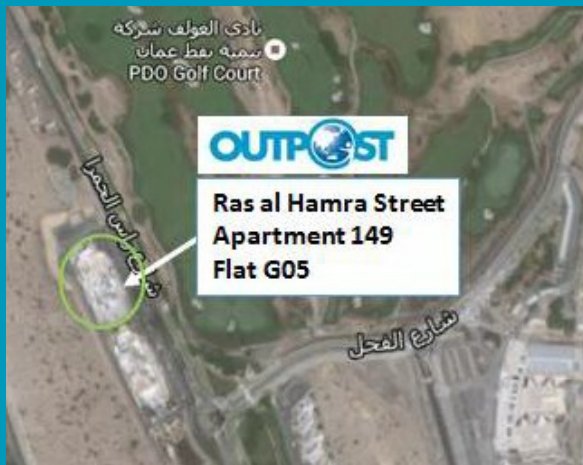 نادي الغولف شركة
تنمية نفط عمان
PDO Golf Court
OUTPOST
Ras al Hamra Street
Apartment 149
Flat G05
شارع راس الحمرا
شارع الفحل